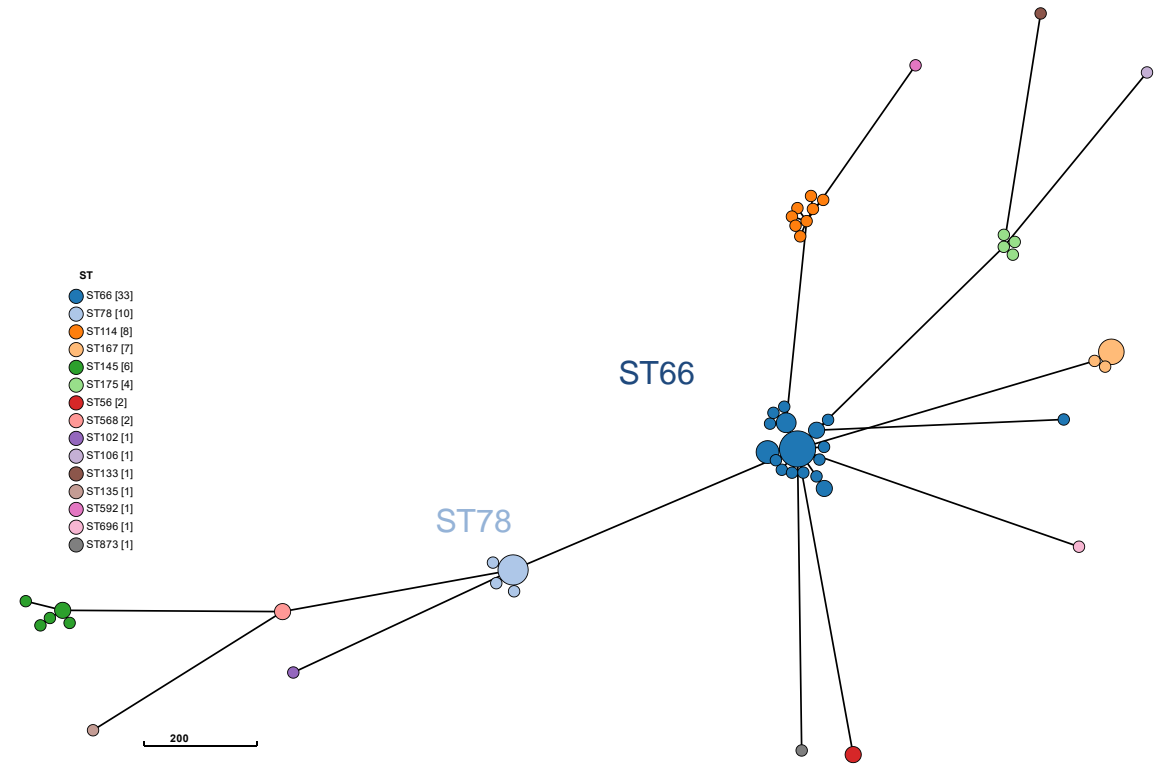 ST
ST66 [33]
ST78 [10]
ST114 [8]
ST167 [7]
ST145 [6]
ST175 [4]
ST56 [2]
ST568 [2]
ST102 [1]
ST106 [1]
ST133 [1]
ST135 [1]
ST592 [1]
ST696 [1]
ST873 [1]
ST66
ST78
200